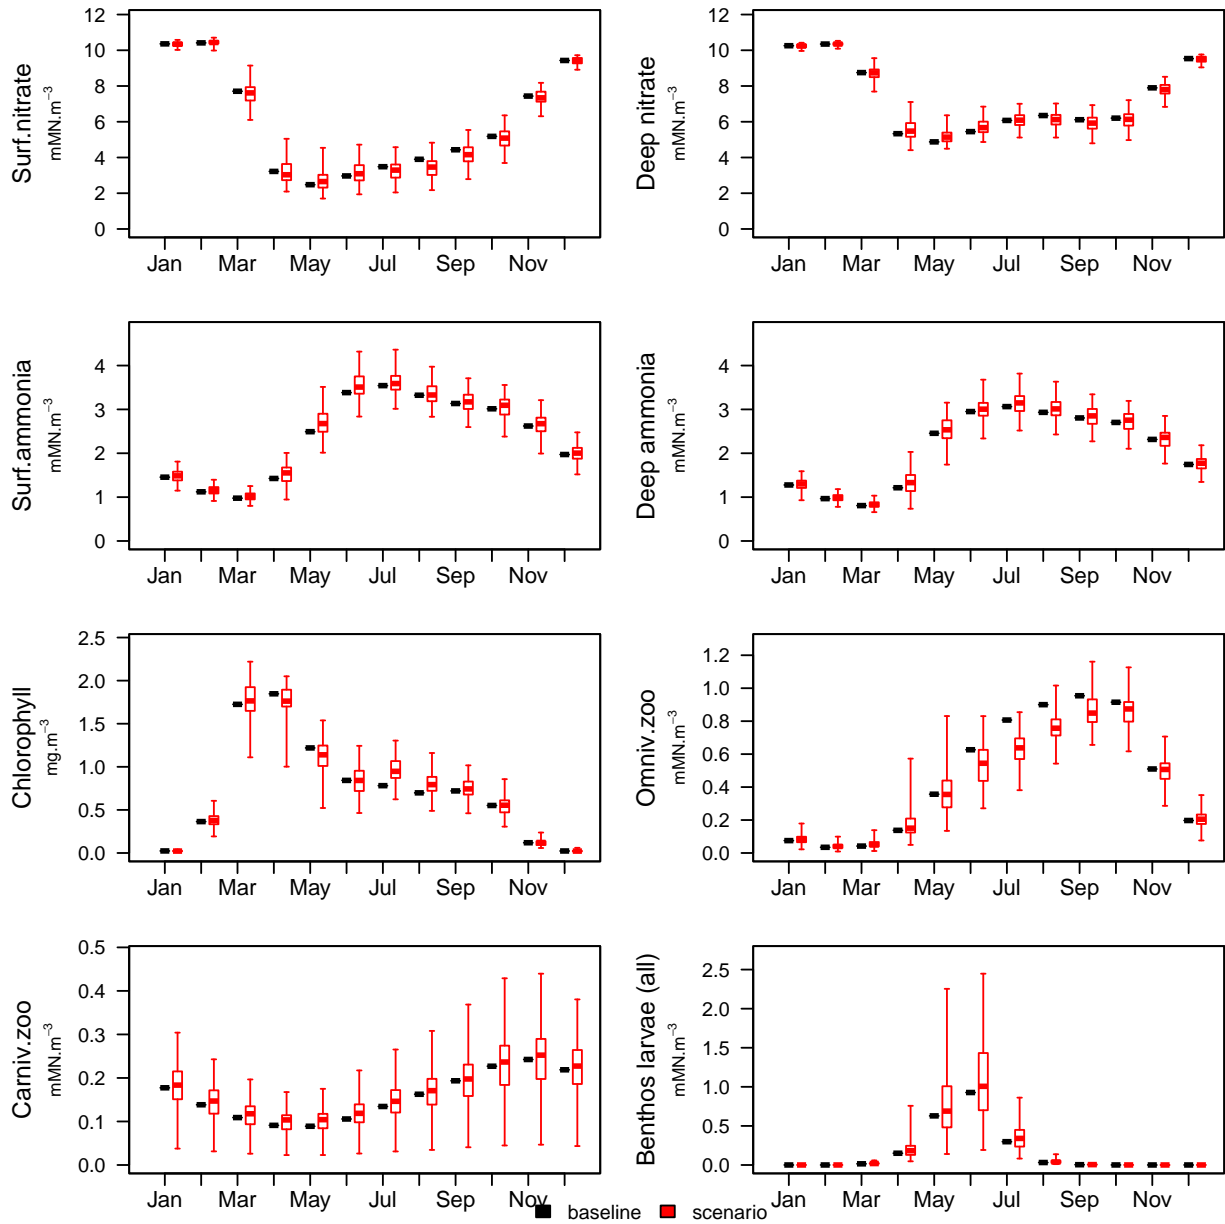 Surf.nitrate
mMN.m⁻³
12
10
8
6
4
2
0
Jan Mar May Jul Sep Nov
Deep nitrate
mMN.m⁻³
12
10
8
6
4
2
0
Jan Mar May Jul Sep Nov
Surf.ammonia
mMN.m⁻³
4
3
2
1
0
Jan Mar May Jul Sep Nov
Deep ammonia
mMN.m⁻³
4
3
2
1
0
Jan Mar May Jul Sep Nov
Chlorophyll
mg.m⁻³
2.5
2.0
1.5
1.0
0.5
0.0
Jan Mar May Jul Sep Nov
Omniv.zoo
mMN.m⁻³
1.2
1.0
0.8
0.6
0.4
0.2
0.0
Jan Mar May Jul Sep Nov
Carniv.zoo
mMN.m⁻³
0.5
0.4
0.3
0.2
0.1
0.0
Jan Mar May Jul Sep Nov
Benthos larvae (all)
mMN.m⁻³
2.5
2.0
1.5
1.0
0.5
0.0
Jan Mar May Jul Sep Nov
baseline scenario